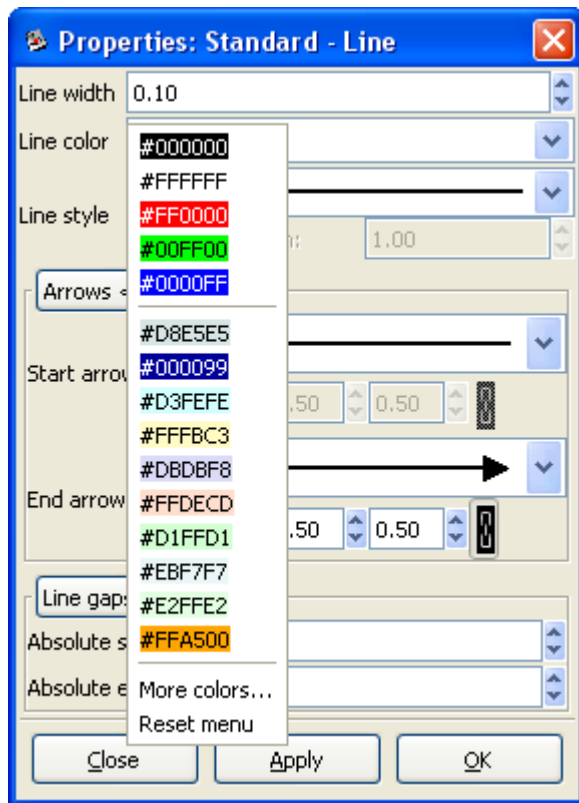 Properties: Standard - Line
Line width 0.10
Line color
#000000
#FFFFFF
#FF0000
#00FF00
#0000FF
#D8E5E5
#000099
#D3FEFE
#FFFBC3
#DBDBF8
#FFDECD
#D1FFD1
#EBF7F7
#E2FFE2
#FFA500
More colors...
Reset menu
Line style
1.00
Arrows
Start arrow
.50 0.50
End arrow
.50 0.50
Line gaps
Absolute s
Absolute e
Close Apply OK